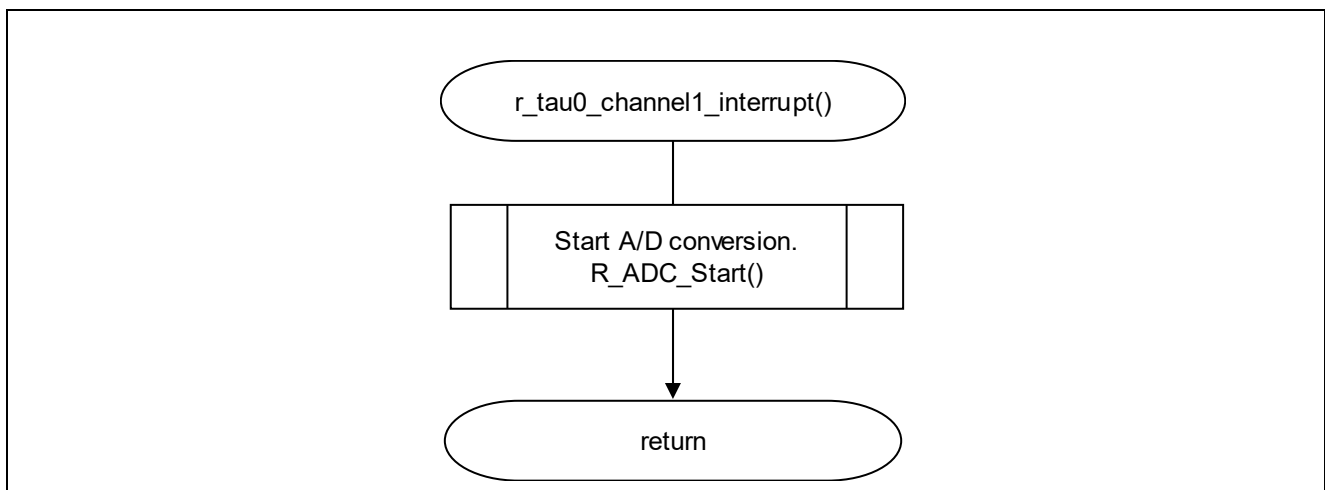 r_tau0_channel1_interrupt()
Start A/D conversion.
R_ADC_Start()
return